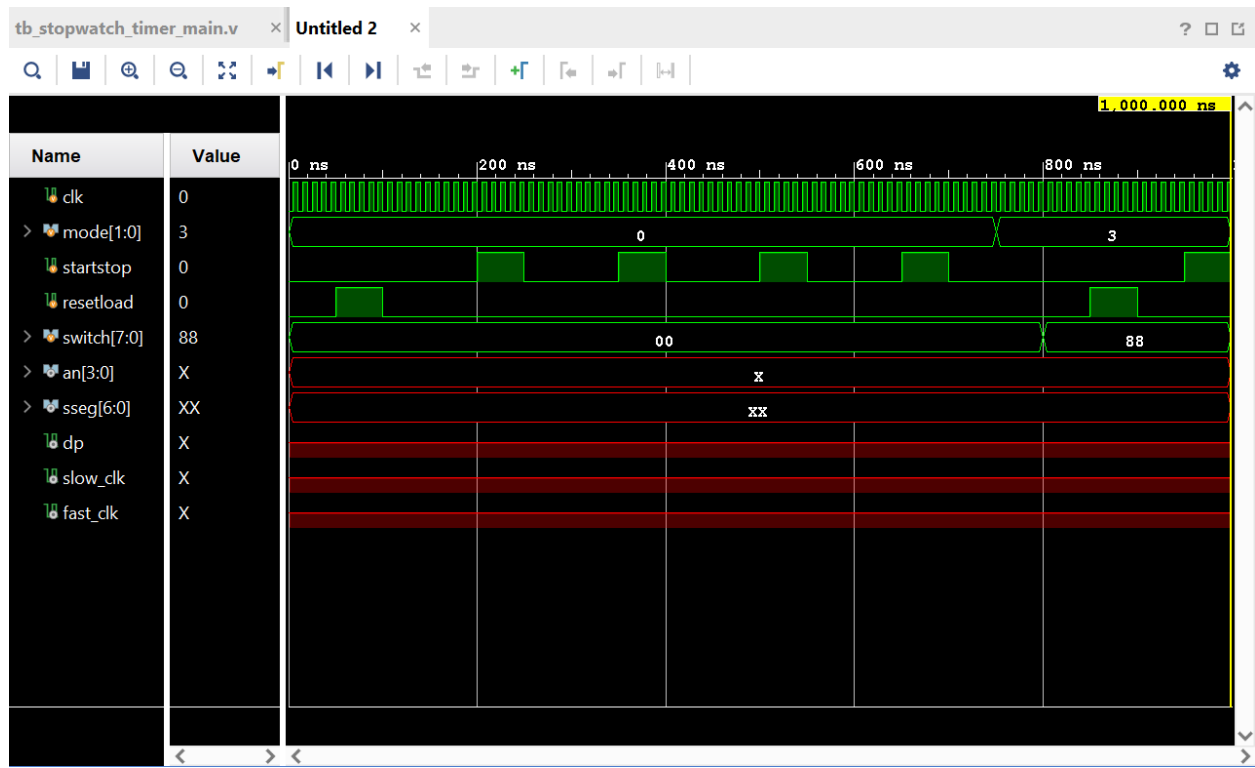 tb_stopwatch_timer_main.v × Untitled 2 × ?
1,000.000 ns
Name Value 0 ns 200 ns 400 ns 600 ns 800 ns
clk 0
> mode[1:0] 3 0 3
startstop 0
resetload 0
> switch[7:0] 88 00 88
> an[3:0] X X
> sseg[6:0] XX XX
dp X
slow_clk X
fast_clk X